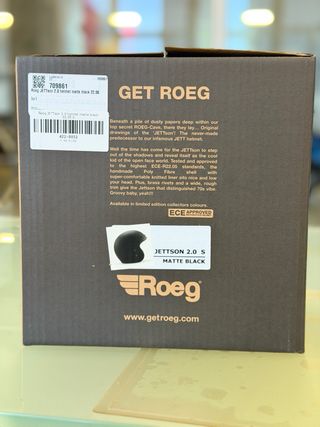 709861
Roeg JETTson 2.0 helmet matte black 22.06
GET ROEG
Beneath a pile of dusty papers deep within our
top secret ROEG-Cave, there they lay... Original
drawings of the 'JETTson'! The never-made
predecessor to our infamous JETT helmet.
Well the time has come for the JETTson to step
out of the shadows and reveal itself as the cool
kid of the open face world. Tested and approved
to the highest ECE-R22.05 standards, the
handmade Poly Fibre shell with
super-comfortable knitted liner sits nice and low
your head. Plus, brass rivets and a wide, rough
trim give the Jettson that distinguished 70s vibe.
Groovy baby, yeah!!!
Available in limited edition collectors colours.
ECE APPROVED
JETTSON 2.0 S
MATTE BLACK
Roeg
www.getroeg.com